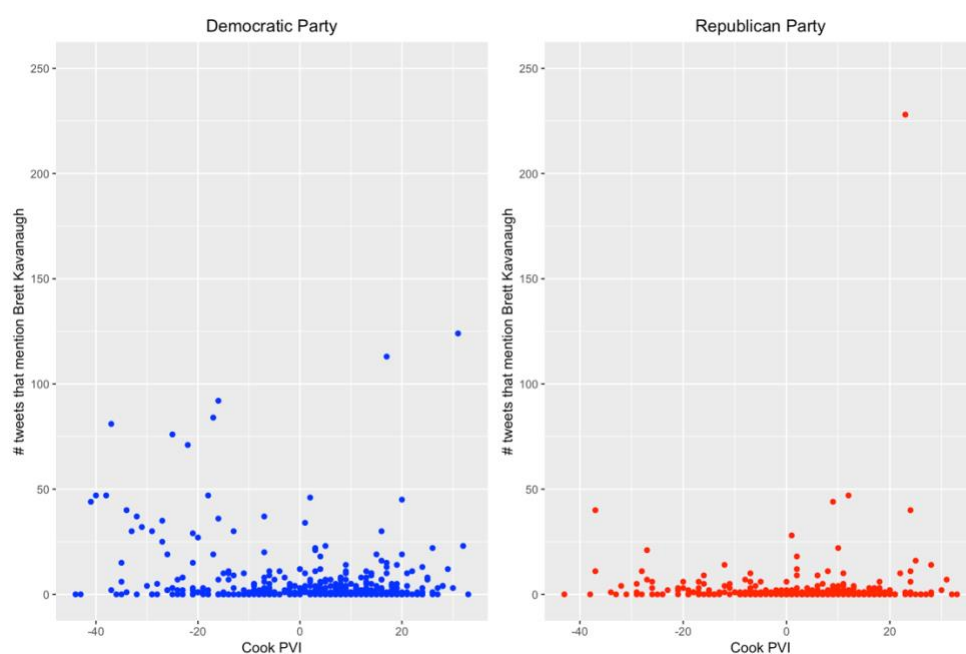 Democratic Party
250
200
150
100
50
0
# tweets that mention Brett Kavanaugh
-40 -20 0 20
Cook PVI
Republican Party
250
200
150
100
50
0
# tweets that mention Brett Kavanaugh
-40 -20 0 20
Cook PVI